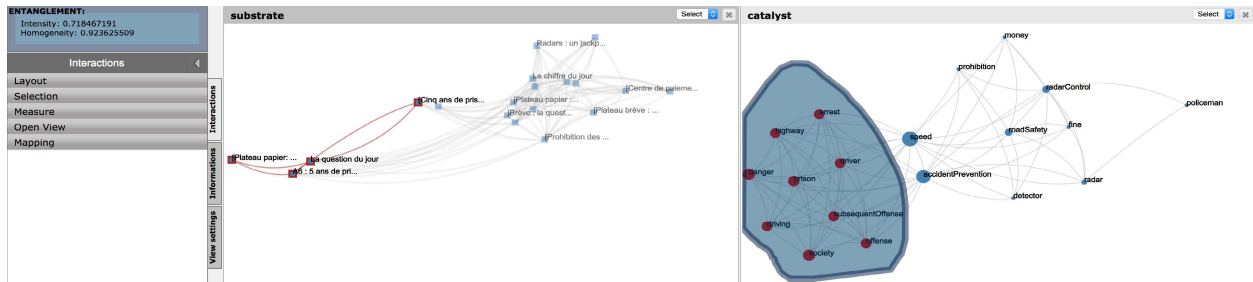 ENTANGLEMENT:
Intensity: 0.718467191
Homogeneity: 0.923625509
Interactions
Layout
Selection
Measure
Open View
Mapping
Interactions
Informations
View settings
substrate
Select
[Radars : un jackp...
Le chiffre du jour
[Centre de paieme...
[Cinq ans de pris...
[Plateau papier :...
[Brève : la quest...
[Plateau brève : ...
[Prohibition des ...
[Plateau papier: ...
La question du jour
A6 : 5 ans de pri...
catalyst
Select
money
prohibition
radarControl
policeman
arrest
highway
speed
roadSafety
fine
driver
danger
prison
accidentPrevention
radar
detector
subsequentOffense
driving
offense
society